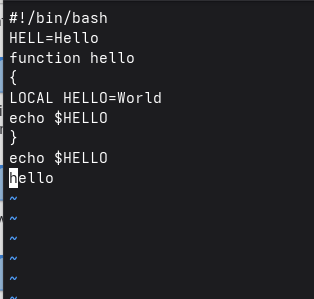 #!/bin/bash
HELL=Hello
function hello
{
LOCAL HELLO=World
echo $HELLO
}
echo $HELLO
hello
~
~
~
~
~
~